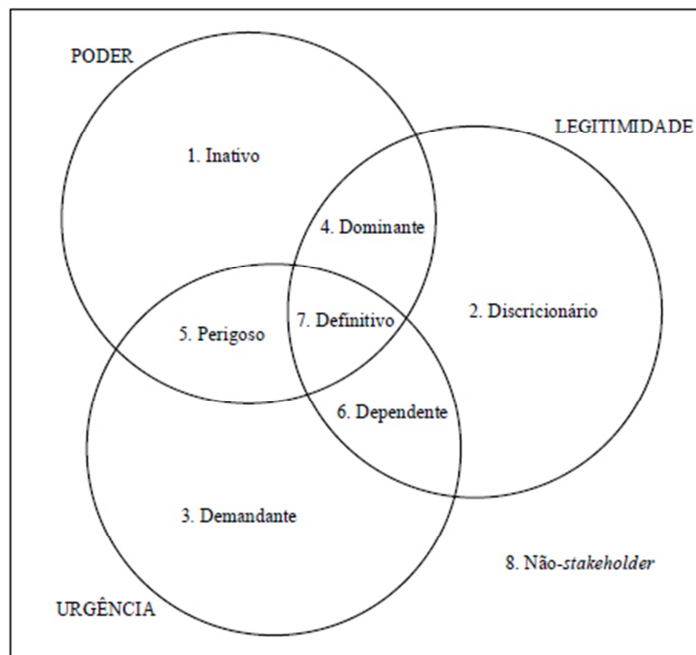 PODER
LEGITIMIDADE
1. Inativo
4. Dominante
2. Discricionário
7. Definitivo
5. Perigoso
6. Dependente
3. Demandante
8. Não-stakeholder
URGÊNCIA